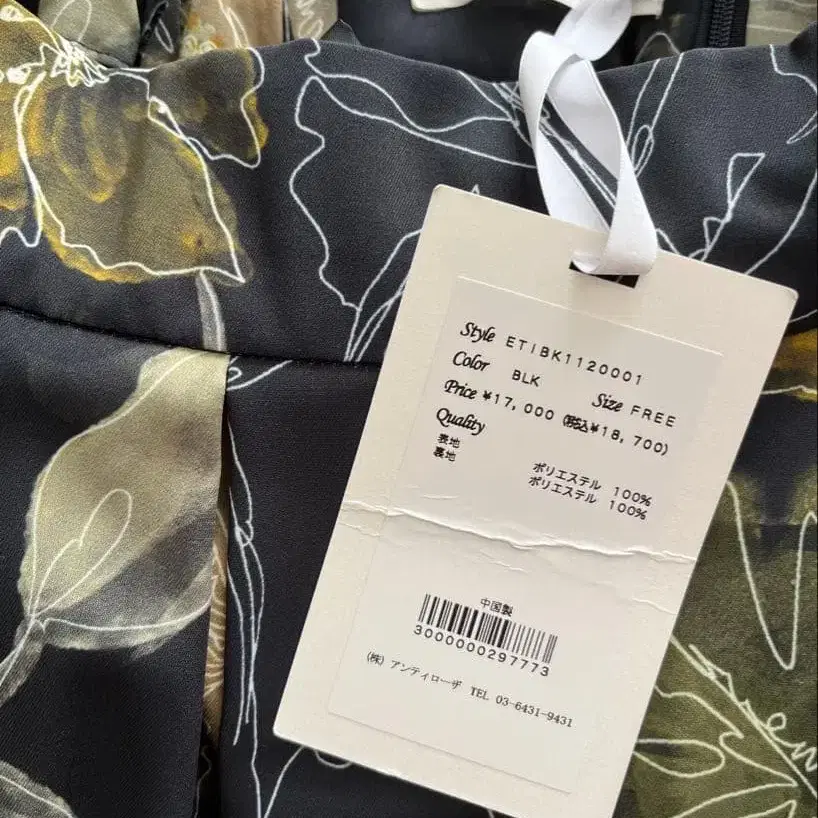 Style ETIBK1120001
Color BLK Size FREE
Price ¥17,000 (税込¥18,700)
Quality
表地 ポリエステル 100%
裏地 ポリエステル 100%
中国製
3000000297773
(株) アンティローザ TEL 03-6431-9431